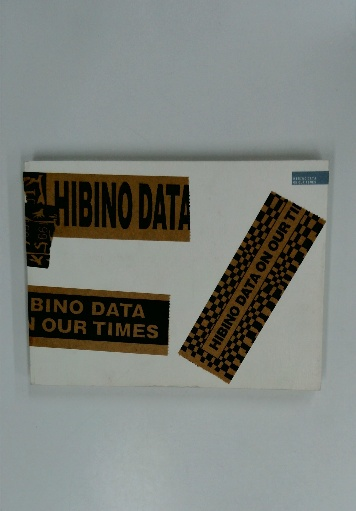 HIBINO DATA
BINO DATA
N OUR TIMES
HIBINO DATA ON OUR TI